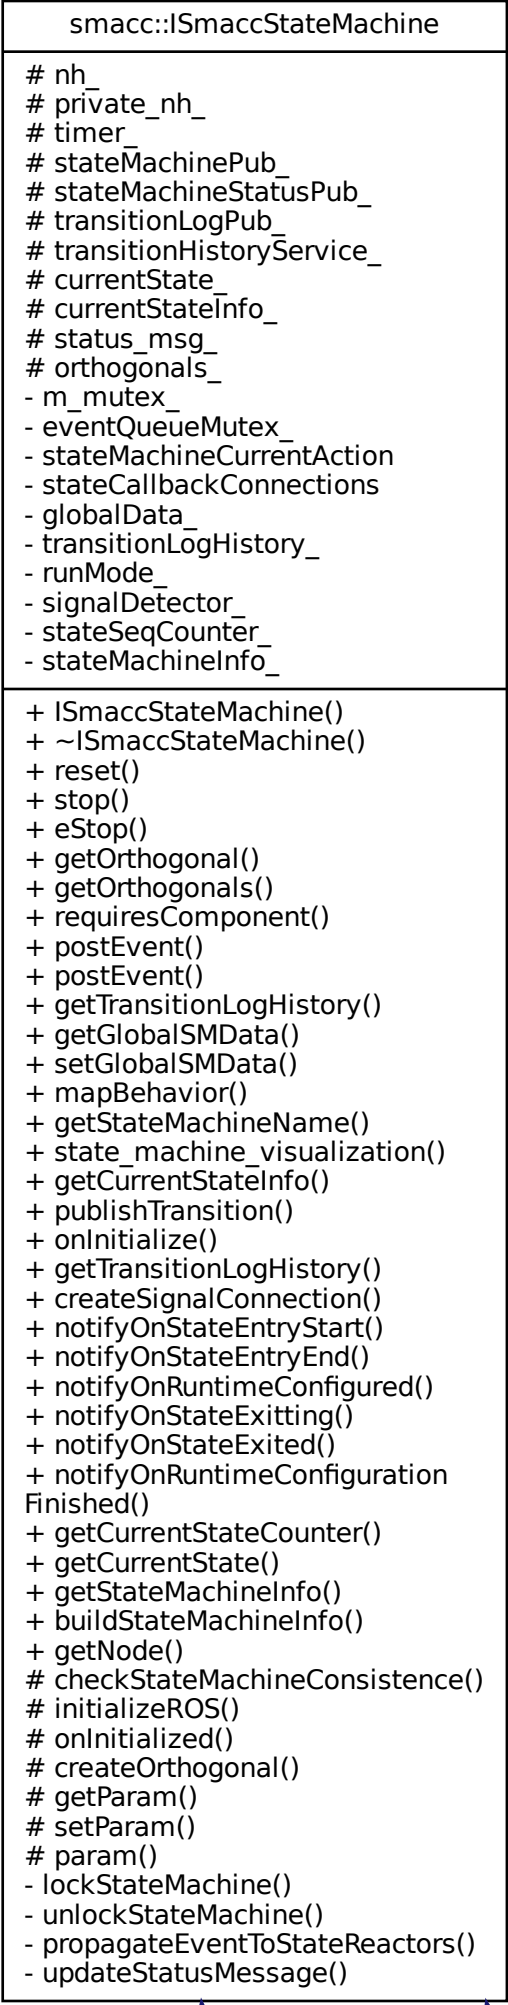 smacc::ISmaccStateMachine
# nh_
# private_nh_
# timer_
# stateMachinePub_
# stateMachineStatusPub_
# transitionLogPub_
# transitionHistoryService_
# currentState_
# currentStateInfo_
# status_msg_
# orthogonals_
- m_mutex_
- eventQueueMutex_
- stateMachineCurrentAction
- stateCallbackConnections
- globalData_
- transitionLogHistory_
- runMode_
- signalDetector_
- stateSeqCounter_
- stateMachineInfo_
+ ISmaccStateMachine()
+ ~ISmaccStateMachine()
+ reset()
+ stop()
+ eStop()
+ getOrthogonal()
+ getOrthogonals()
+ requiresComponent()
+ postEvent()
+ postEvent()
+ getTransitionLogHistory()
+ getGlobalSMData()
+ setGlobalSMData()
+ mapBehavior()
+ getStateMachineName()
+ state_machine_visualization()
+ getCurrentStateInfo()
+ publishTransition()
+ onInitialize()
+ getTransitionLogHistory()
+ createSignalConnection()
+ notifyOnStateEntryStart()
+ notifyOnStateEntryEnd()
+ notifyOnRuntimeConfigured()
+ notifyOnStateExitting()
+ notifyOnStateExited()
+ notifyOnRuntimeConfiguration
Finished()
+ getCurrentStateCounter()
+ getCurrentState()
+ getStateMachineInfo()
+ buildStateMachineInfo()
+ getNode()
# checkStateMachineConsistence()
# initializeROS()
# onInitialized()
# createOrthogonal()
# getParam()
# setParam()
# param()
- lockStateMachine()
- unlockStateMachine()
- propagateEventToStateReactors()
- updateStatusMessage()